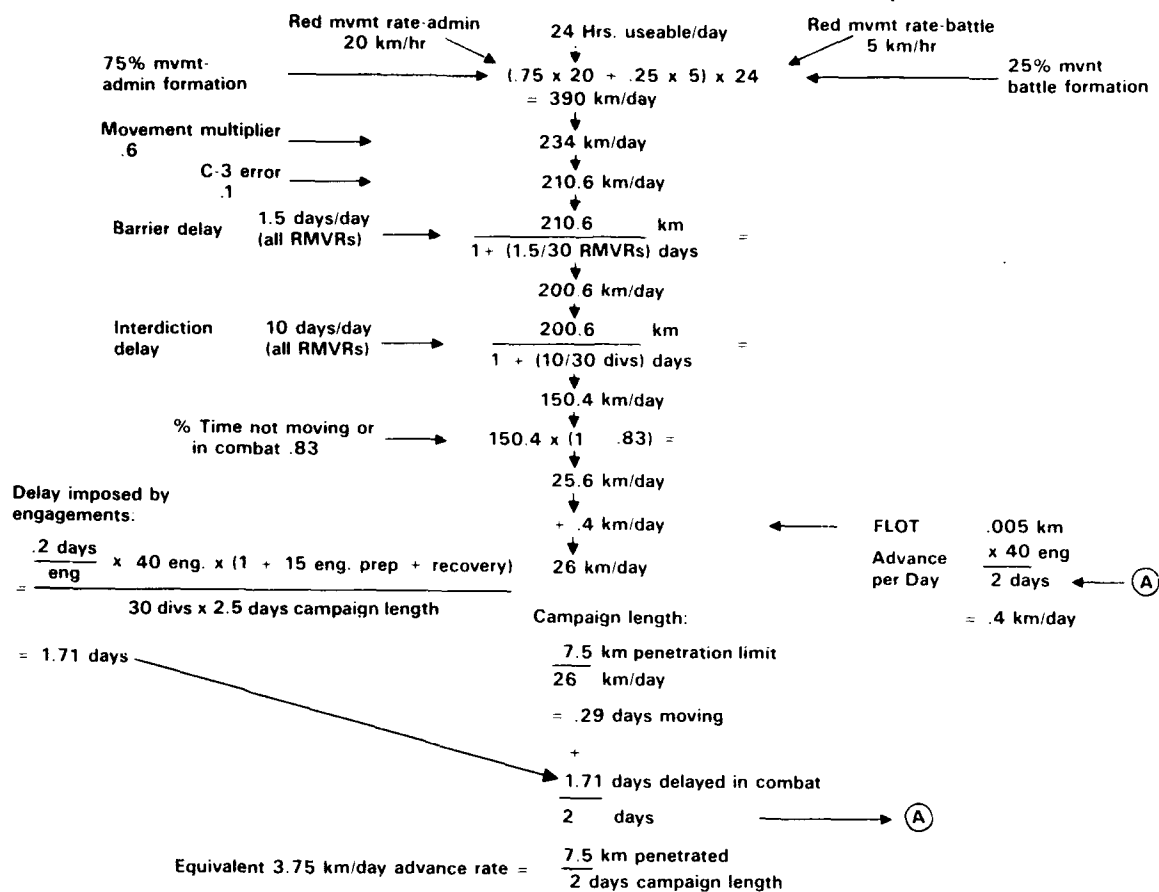 Red mvmt rate-admin
20 km/hr
24 Hrs. useable/day
Red mvmt rate-battle
5 km/hr
75% mvmt-
admin formation
(.75 x 20 + .25 x 5) x 24
25% mvnt
battle formation
= 390 km/day
Movement multiplier
.6
234 km/day
C-3 error
.1
210.6 km/day
Barrier delay
1.5 days/day
(all RMVRs)
210.6 km
1 + (1.5/30 RMVRs) days
=
200.6 km/day
Interdiction
delay
10 days/day
(all RMVRs)
200.6 km
1 + (10/30 divs) days
=
150.4 km/day
% Time not moving or
in combat .83
150.4 x (1 .83) =
25.6 km/day
Delay imposed by
engagements:
+ .4 km/day
FLOT .005 km
Advance x 40 eng
per Day 2 days
A
= .4 km/day
26 km/day
.2 days
eng
x 40 eng. x (1 + 15 eng. prep + recovery)
=
30 divs x 2.5 days campaign length
= 1.71 days
Campaign length:
7.5 km penetration limit
26 km/day
= .29 days moving
+
1.71 days delayed in combat
2 days
A
Equivalent 3.75 km/day advance rate =
7.5 km penetrated
2 days campaign length